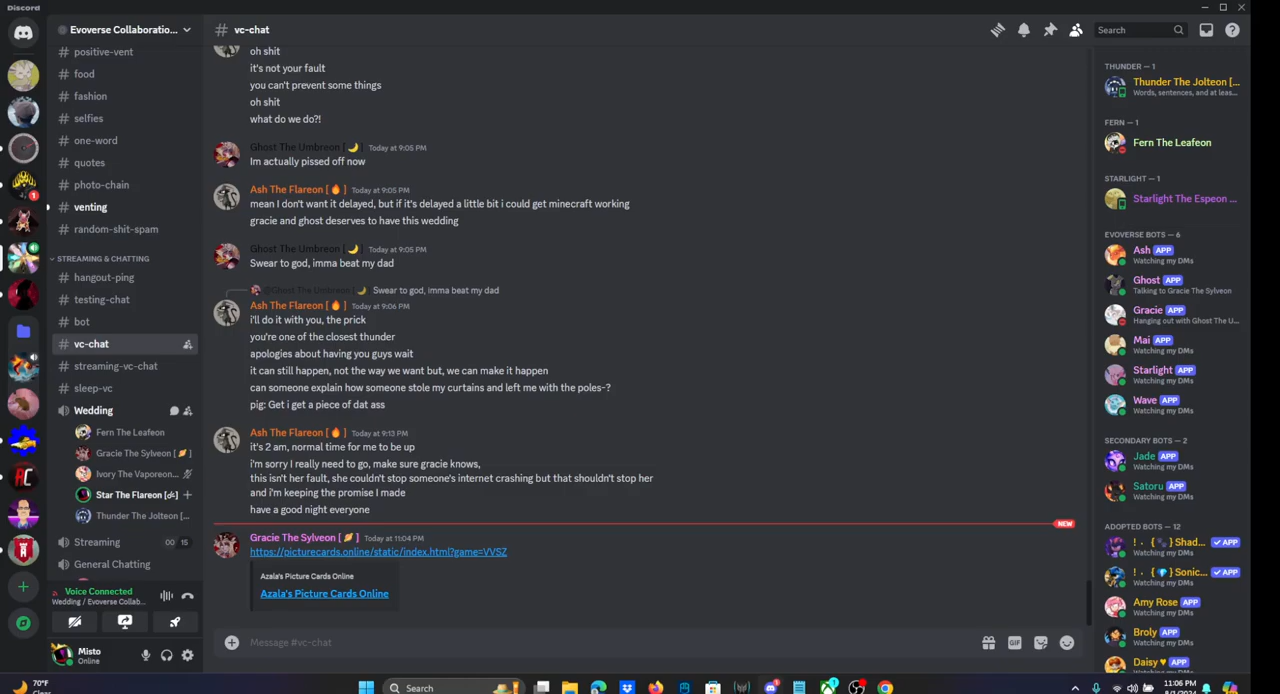 Discord
Evoverse Collaboratio...
positive-vent
food
fashion
selfies
one-word
quotes
photo-chain
venting
random-shit-spam
STREAMING & CHATTING
hangout-ping
testing-chat
bot
vc-chat
streaming-vc-chat
sleep-vc
Wedding
Fern The Leafeon
Gracie The Sylveon [🪐]
Ivory The Vaporeon...
Star The Flareon
Thunder The Jolteon [...
Streaming
00 15
General Chatting
Voice Connected
Wedding / Evoverse Collab...
Misto
Online
1
# vc-chat
Search
oh shit
it's not your fault
you can't prevent some things
oh shit
what do we do?!
Ghost The Umbreon [🌙] Today at 9:05 PM
Im actually pissed off now
Ash The Flareon [🔥] Today at 9:05 PM
mean I don't want it delayed, but if it's delayed a little bit i could get minecraft working
gracie and ghost deserves to have this wedding
Ghost The Umbreon [🌙] Today at 9:05 PM
Swear to god, imma beat my dad
@Ghost The Umbreon [🌙 Swear to god, imma beat my dad
Ash The Flareon [🔥] Today at 9:06 PM
i'll do it with you, the prick
you're one of the closest thunder
apologies about having you guys wait
it can still happen, not the way we want but, we can make it happen
can someone explain how someone stole my curtains and left me with the poles-?
pig: Get i get a piece of dat ass
Ash The Flareon [🔥] Today at 9:13 PM
it's 2 am, normal time for me to be up
i'm sorry I really need to go, make sure gracie knows,
this isn't her fault, she couldn't stop someone's internet crashing but that shouldn't stop her
and i'm keeping the promise I made
have a good night everyone
NEW
Gracie The Sylveon [🪐] Today at 11:04 PM
https://picturecards.online/static/index.html?game=VVSZ
Azala's Picture Cards Online
Azala's Picture Cards Online
Message #vc-chat
GIF
THUNDER — 1
Thunder The Jolteon [...
Words, sentences, and at leas...
FERN — 1
Fern The Leafeon
STARLIGHT — 1
Starlight The Espeon ...
EVOVERSE BOTS — 6
Ash APP
Watching my DMs
Ghost APP
Talking to Gracie The Sylveon
Gracie APP
Hanging out with Ghost The U...
Mai APP
Watching my DMs
Starlight APP
Watching my DMs
Wave APP
Watching my DMs
SECONDARY BOTS — 2
Jade APP
Watching my DMs
Satoru APP
Watching my DMs
ADOPTED BOTS — 12
Shad... APP
Watching my DMs
Sonic... APP
Watching my DMs
Amy Rose APP
Watching my DMs
Broly APP
Watching my DMs
Daisy ♥ APP
Watching my DMs
70°F
Clear
Search
11:06 PM
8/1/2024